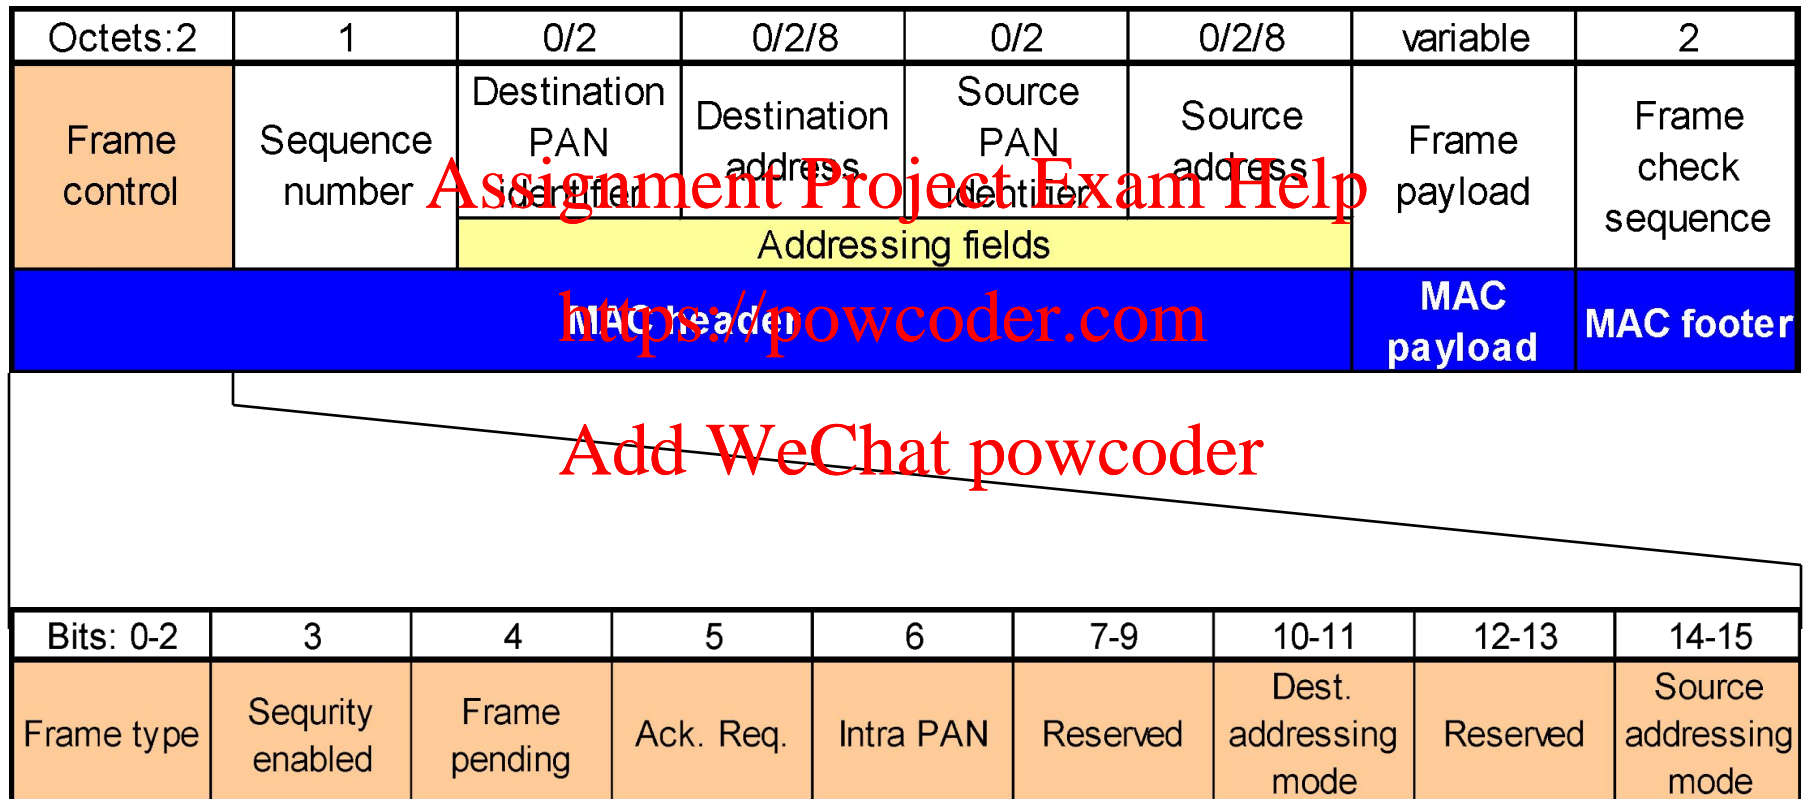 Octets:2 1 0/2 0/2/8 0/2 0/2/8 variable 2
Frame
control
Sequence
number
Destination
PAN
identifier
Destination
address
Source
PAN
identifier
Source
address
Frame
payload
Frame
check
sequence
Assignment Project Exam Help
Addressing fields
MAC header
MAC
payload
MAC footer
https://powcoder.com
Add WeChat powcoder
Bits: 0-2 3 4 5 6 7-9 10-11 12-13 14-15
Frame type
Sequrity
enabled
Frame
pending
Ack. Req.
Intra PAN
Reserved
Dest.
addressing
mode
Reserved
Source
addressing
mode